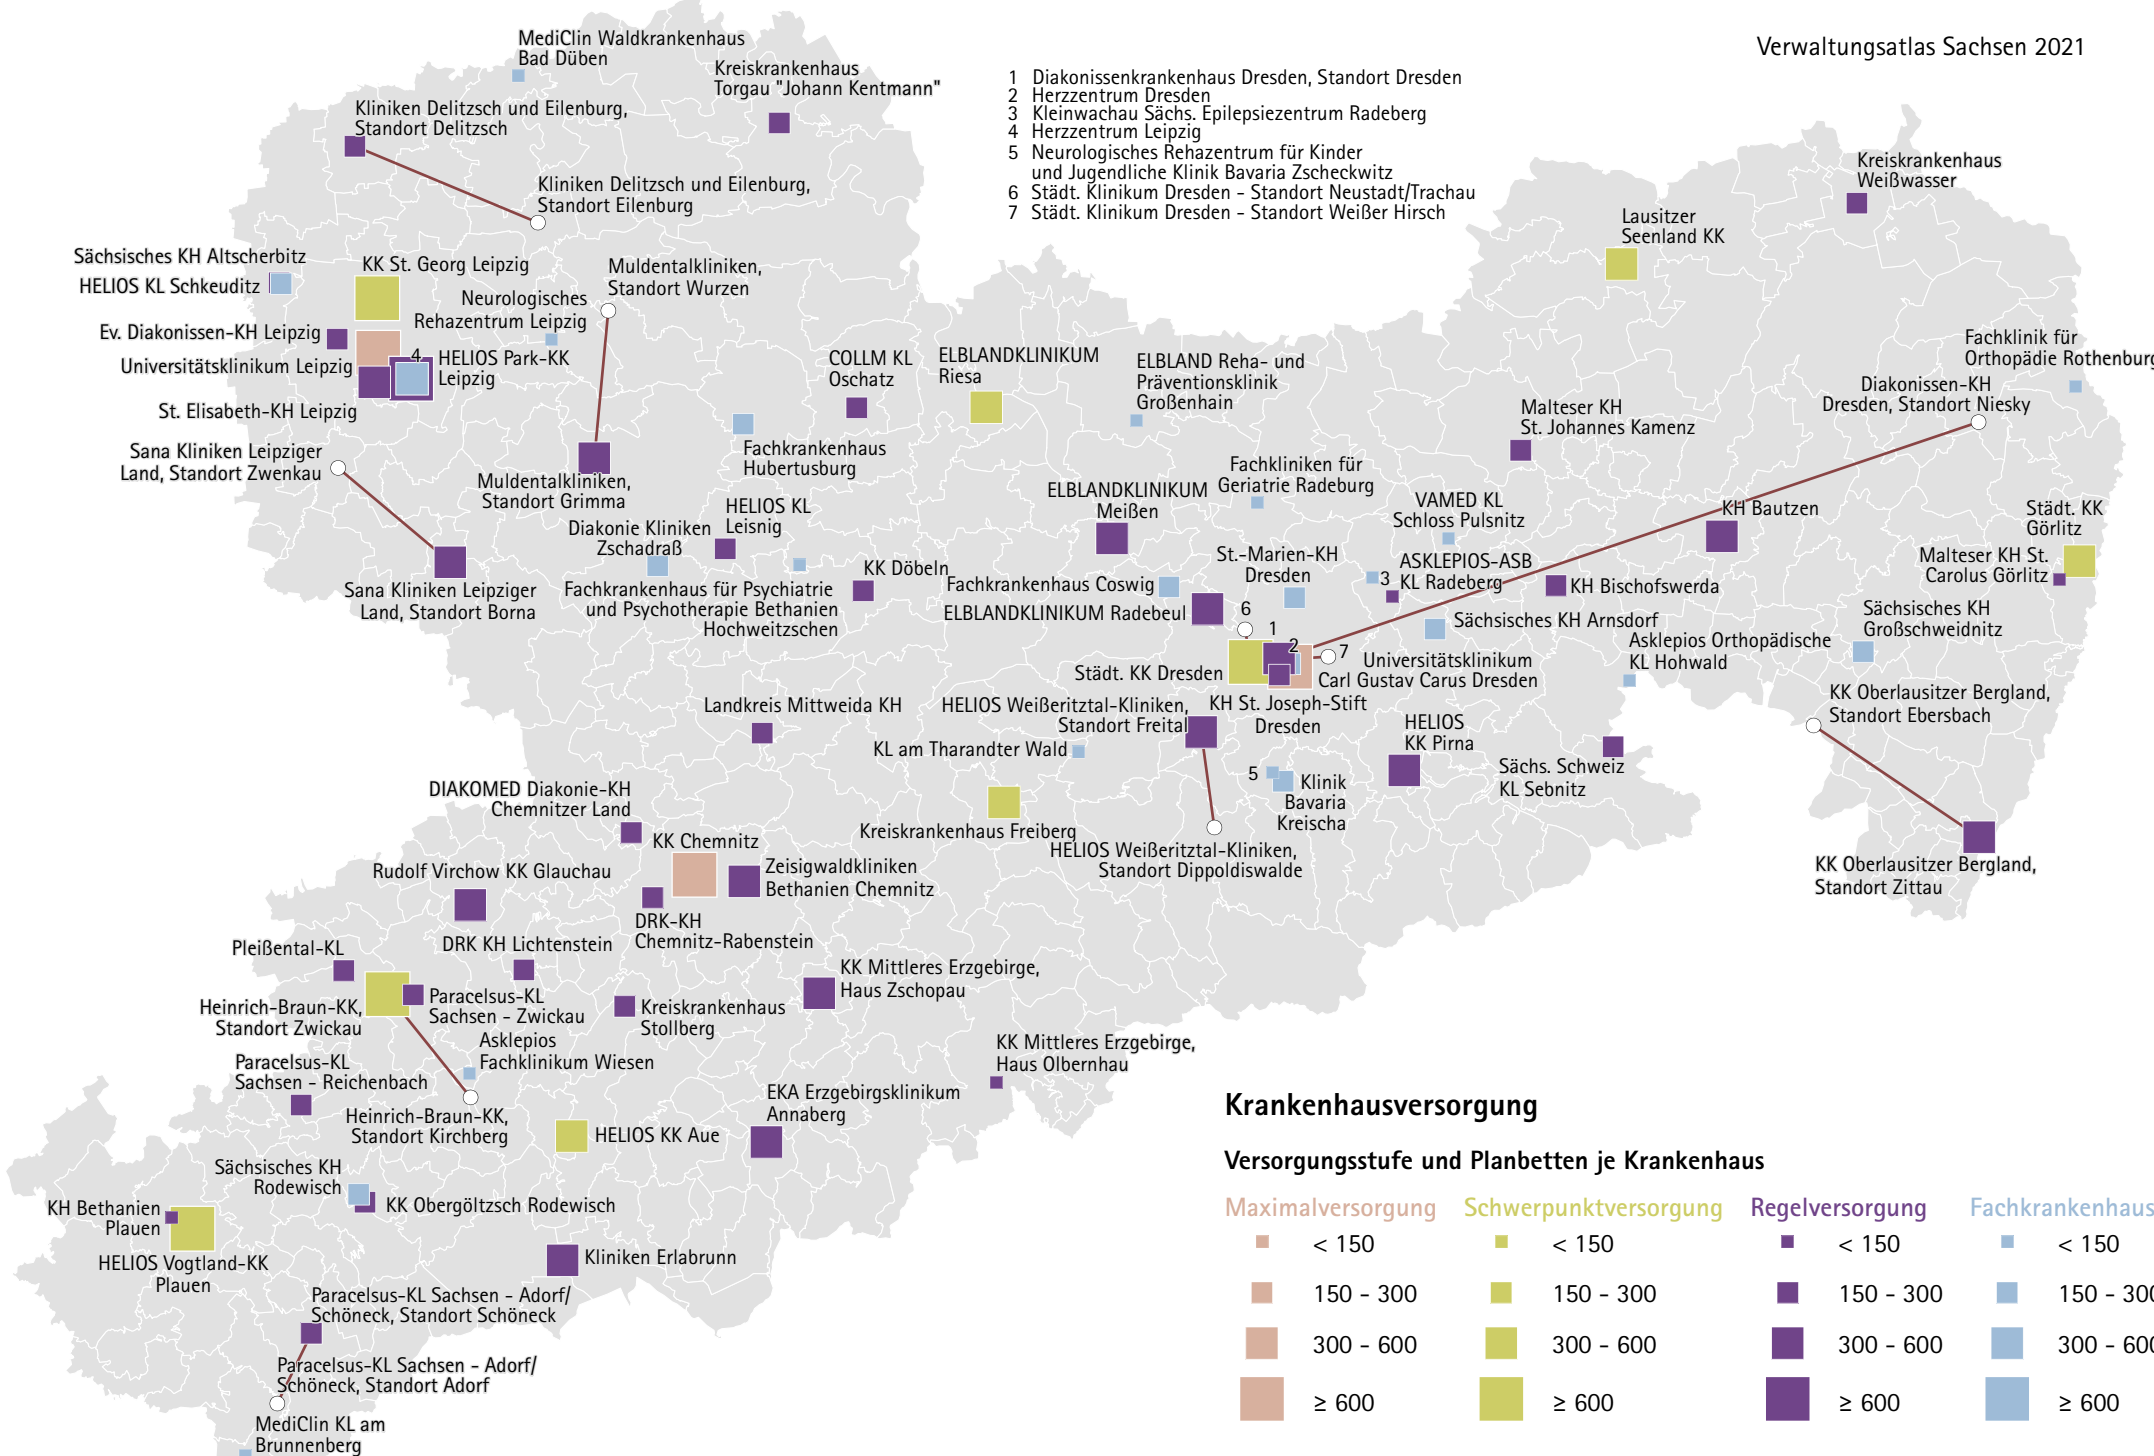 Verwaltungsatlas Sachsen 2021
1 Diakonissenkrankenhaus Dresden, Standort Dresden
2 Herzzentrum Dresden
3 Kleinwachau Sächs. Epilepsiezentrum Radeberg
4 Herzzentrum Leipzig
5 Neurologisches Rehazentrum für Kinder
und Jugendliche Klinik Bavaria Zscheckwitz
6 Städt. Klinikum Dresden - Standort Neustadt/Trachau
7 Städt. Klinikum Dresden - Standort Weißer Hirsch
MediClin Waldkrankenhaus
Bad Düben
Kreiskrankenhaus
Torgau "Johann Kentmann"
Kliniken Delitzsch und Eilenburg,
Standort Delitzsch
Kliniken Delitzsch und Eilenburg,
Standort Eilenburg
Kreiskrankenhaus
Weißwasser
Lausitzer
Seenland KK
Sächsisches KH Altscherbitz
HELIOS KL Schkeuditz
KK St. Georg Leipzig
Muldentalkliniken,
Standort Wurzen
Neurologisches
Rehazentrum Leipzig
Ev. Diakonissen-KH Leipzig
Universitätsklinikum Leipzig
4
HELIOS Park-KK
Leipzig
St. Elisabeth-KH Leipzig
COLLM KL
Oschatz
ELBLANDKLINIKUM
Riesa
ELBLAND Reha- und
Präventionsklinik
Großenhain
Fachklinik für
Orthopädie Rothenburg
Diakonissen-KH
Dresden, Standort Niesky
Malteser KH
St. Johannes Kamenz
Sana Kliniken Leipziger
Land, Standort Zwenkau
Muldentalkliniken,
Standort Grimma
Fachkrankenhaus
Hubertusburg
Fachkliniken für
Geriatrie Radeburg
ELBLANDKLINIKUM
Meißen
VAMED KL
Schloss Pulsnitz
KH Bautzen
Städt. KK
Görlitz
Malteser KH St.
Carolus Görlitz
HELIOS KL
Leisnig
Diakonie Kliniken
Zschadraß
Sana Kliniken Leipziger
Land, Standort Borna
Fachkrankenhaus für Psychiatrie
und Psychotherapie Bethanien
Hochweitzschen
KK Döbeln
St.-Marien-KH
Dresden
Fachkrankenhaus Coswig
ELBLANDKLINIKUM Radebeul
3
ASKLEPIOS-ASB
KL Radeberg
KH Bischofswerda
Sächsisches KH Arnsdorf
Sächsisches KH
Großschweidnitz
Asklepios Orthopädische
KL Hohwald
6
1
2
7
Städt. KK Dresden
Universitätsklinikum
Carl Gustav Carus Dresden
KH St. Joseph-Stift
Dresden
HELIOS Weißeritztal-Kliniken,
Standort Freital
Landkreis Mittweida KH
KL am Tharandter Wald
HELIOS
KK Pirna
Sächs. Schweiz
KL Sebnitz
KK Oberlausitzer Bergland,
Standort Ebersbach
KK Oberlausitzer Bergland,
Standort Zittau
5
Klinik
Bavaria
Kreischa
Kreiskrankenhaus Freiberg
HELIOS Weißeritztal-Kliniken,
Standort Dippoldiswalde
DIAKOMED Diakonie-KH
Chemnitzer Land
KK Chemnitz
Zeisigwaldkliniken
Bethanien Chemnitz
Rudolf Virchow KK Glauchau
DRK-KH
Chemnitz-Rabenstein
Pleißental-KL
DRK KH Lichtenstein
Heinrich-Braun-KK,
Standort Zwickau
Paracelsus-KL
Sachsen - Zwickau
Kreiskrankenhaus
Stollberg
KK Mittleres Erzgebirge,
Haus Zschopau
Asklepios
Fachklinikum Wiesen
KK Mittleres Erzgebirge,
Haus Olbernhau
Paracelsus-KL
Sachsen - Reichenbach
Heinrich-Braun-KK,
Standort Kirchberg
EKA Erzgebirgsklinikum
Annaberg
HELIOS KK Aue
Sächsisches KH
Rodewisch
KK Obergöltzsch Rodewisch
KH Bethanien
Plauen
HELIOS Vogtland-KK
Plauen
Kliniken Erlabrunn
Paracelsus-KL Sachsen - Adorf/
Schöneck, Standort Schöneck
Paracelsus-KL Sachsen - Adorf/
Schöneck, Standort Adorf
MediClin KL am
Brunnenberg
Krankenhausversorgung
Versorgungsstufe und Planbetten je Krankenhaus
Maximalversorgung Schwerpunktversorgung Regelversorgung Fachkrankenhaus
< 150 < 150 < 150 < 150
150 - 300 150 - 300 150 - 300 150 - 300
300 - 600 300 - 600 300 - 600 300 - 600
≥ 600 ≥ 600 ≥ 600 ≥ 600